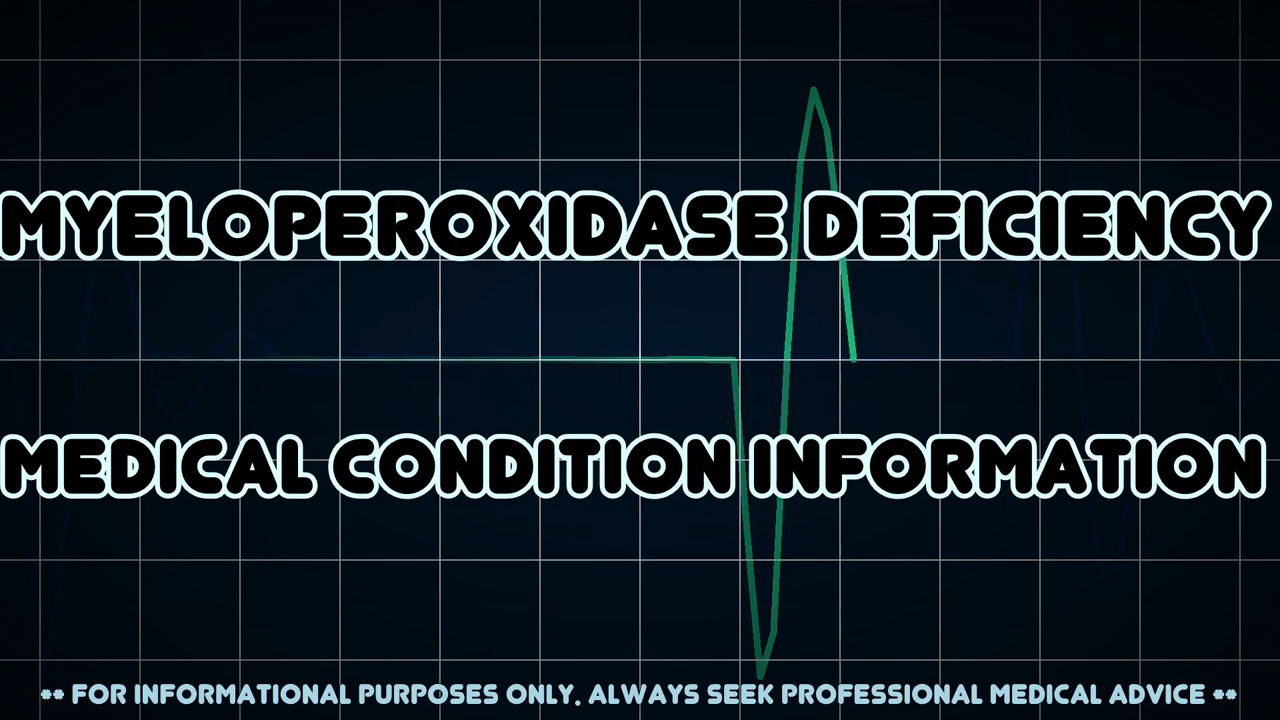 MYELOPEROXIDASE DEFICIENCY
MEDICAL CONDITION INFORMATION
** FOR INFORMATIONAL PURPOSES ONLY. ALWAYS SEEK PROFESSIONAL MEDICAL ADVICE **